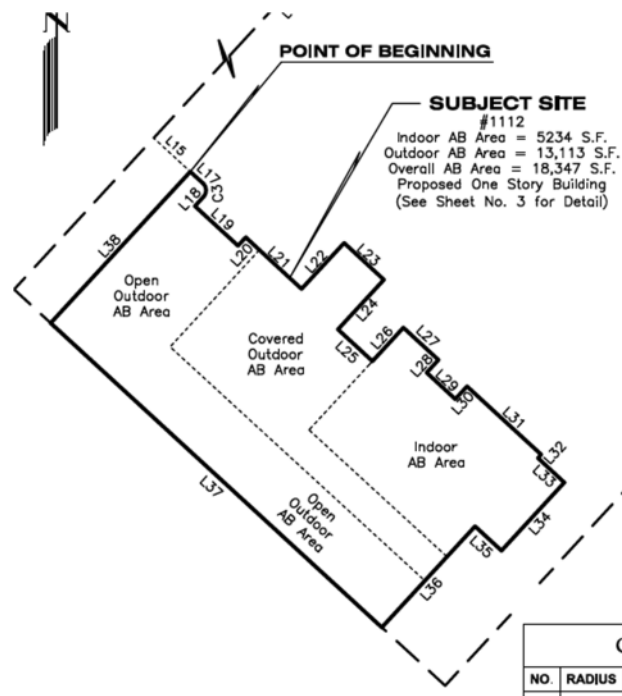 N
POINT OF BEGINNING
SUBJECT SITE
#1112
Indoor AB Area = 5234 S.F.
Outdoor AB Area = 13,113 S.F.
Overall AB Area = 18,347 S.F.
Proposed One Story Building
(See Sheet No. 3 for Detail)
L15
L17
C3
L18
L19
L20
L21
L22
L23
L24
L25
L26
L27
L28
L29
L30
L31
L32
L33
L34
L35
L36
L37
L38
Open
Outdoor
AB Area
Covered
Outdoor
AB Area
Indoor
AB Area
Open
Outdoor
AB Area
NO. RADIUS